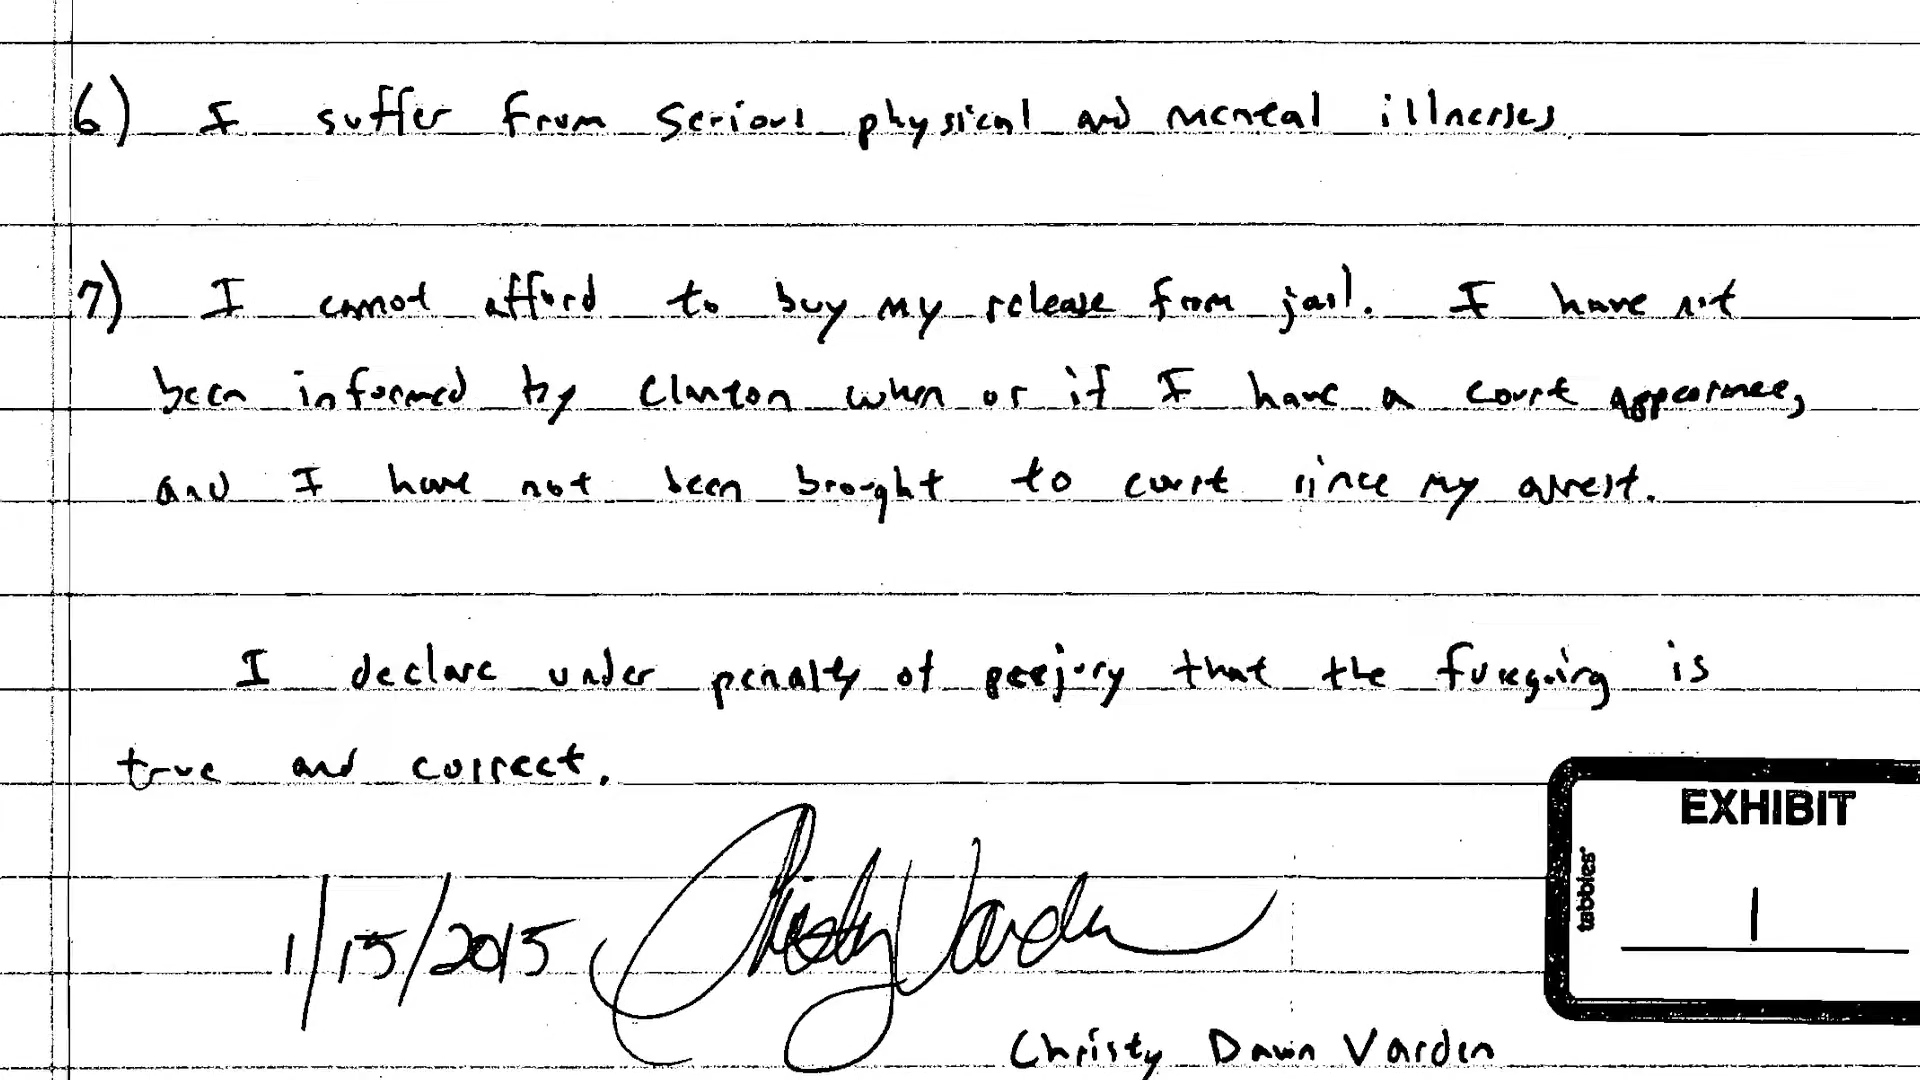 6) I suffer from serious physical and mental illnesses.
7) I cannot afford to buy my release from jail. I have not
been informed by Clanton when or if I have a court appearance,
and I have not been brought to court since my arrest.
I declare under penalty of perjury that the foregoing is
true and correct.
EXHIBIT
tabbies®
1
1/15/2015 Christy Varden
Christy Dawn Varden